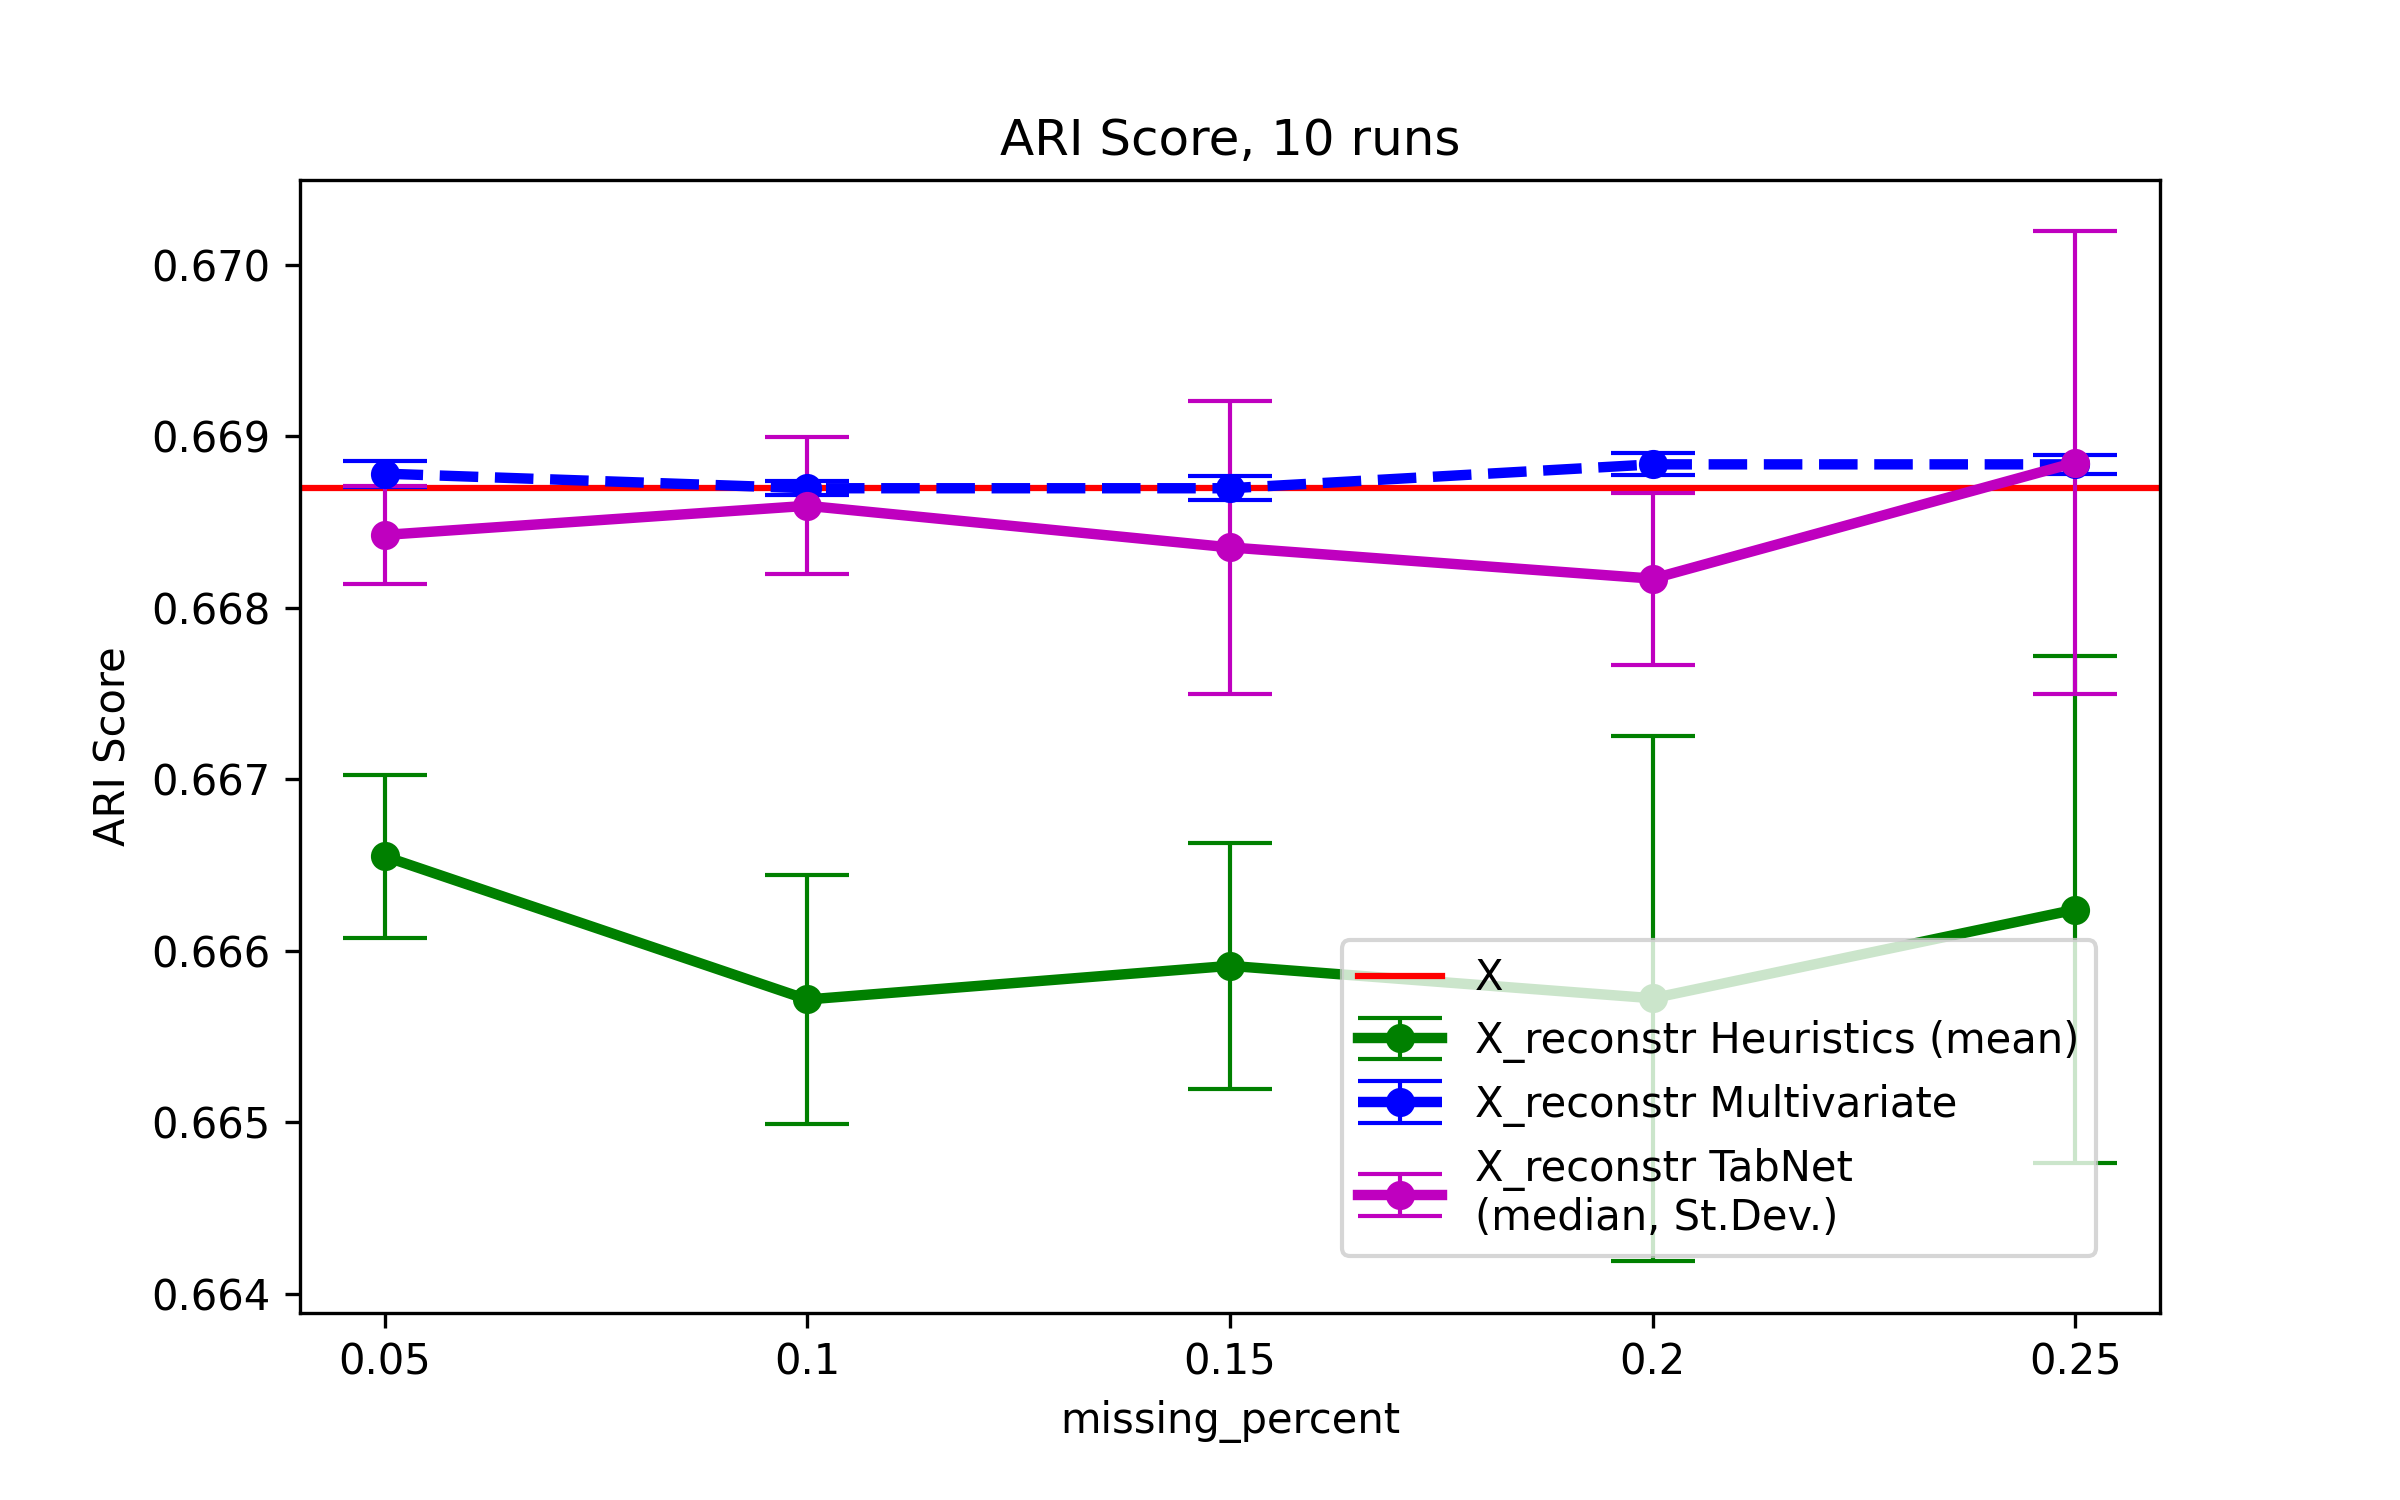 ARI Score, 10 runs
0.670
0.669
0.668
0.667
0.666
0.665
0.664
ARI Score
X
X_reconstr Heuristics (mean)
X_reconstr Multivariate
X_reconstr TabNet
(median, St.Dev.)
0.05 0.1 0.15 0.2 0.25
missing_percent